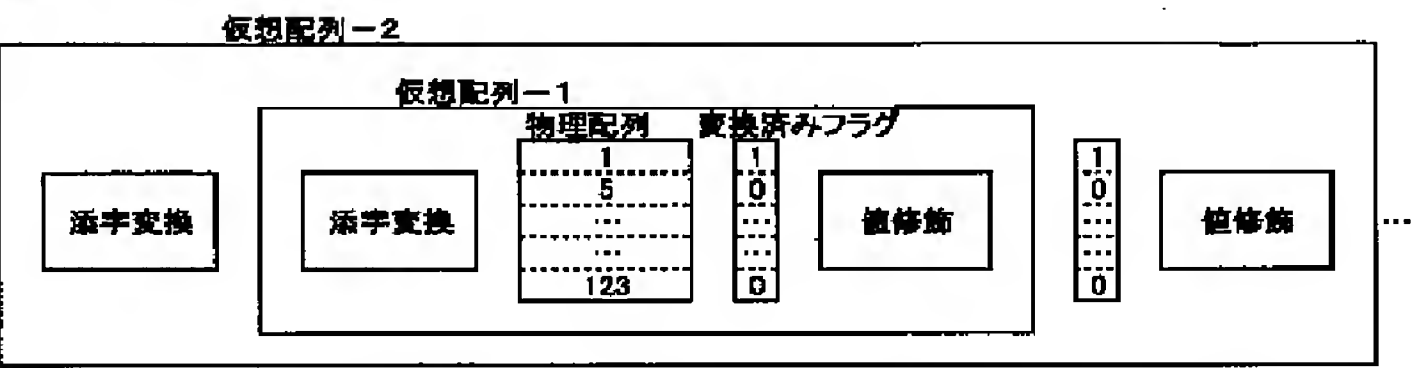 仮想配列－2
仮想配列－1
物理配列 変換済みフラグ
1 1 1
5 0 0
添字変換 添字変換 … … 値修飾 … 値修飾 …
… … …
123 0 0